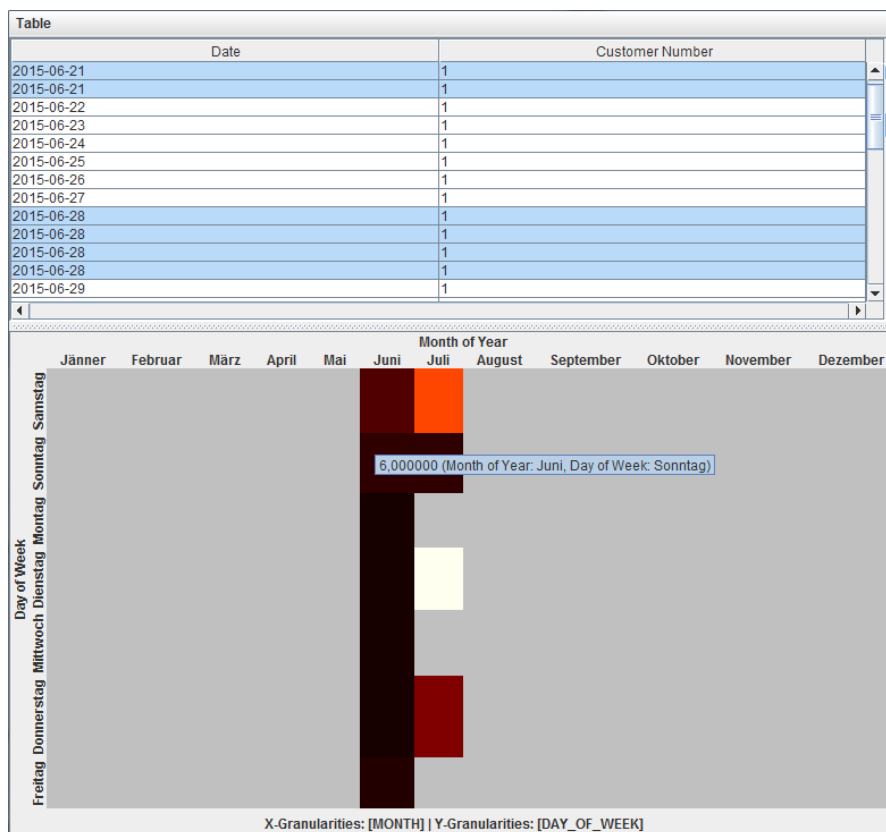 Table
Date Customer Number
2015-06-21 1
2015-06-21 1
2015-06-22 1
2015-06-23 1
2015-06-24 1
2015-06-25 1
2015-06-26 1
2015-06-27 1
2015-06-28 1
2015-06-28 1
2015-06-28 1
2015-06-28 1
2015-06-29 1
Month of Year
Jänner Februar März April Mai Juni Juli August September Oktober November Dezember
Day of Week
Samstag
Sonntag
6,000000 (Month of Year: Juni, Day of Week: Sonntag)
Montag
Dienstag
Mittwoch
Donnerstag
Freitag
X-Granularities: [MONTH] | Y-Granularities: [DAY_OF_WEEK]